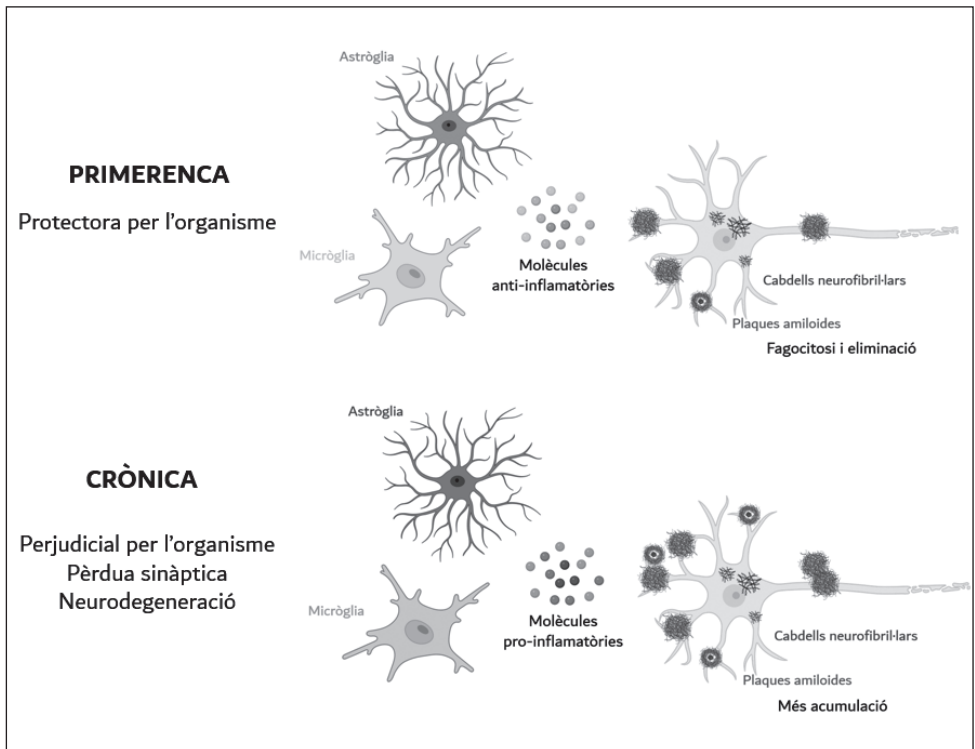 Astròglia
PRIMERENCA
Protectora per l'organisme
Micròglia
Molècules
anti-inflamatòries
Cabdells neurofibril·lars
Plaques amiloides
Fagocitosi i eliminació
Astròglia
CRÒNICA
Perjudicial per l'organisme
Pèrdua sinàptica
Neurodegeneració
Micròglia
Molècules
pro-inflamatòries
Cabdells neurofibril·lars
Plaques amiloides
Més acumulació